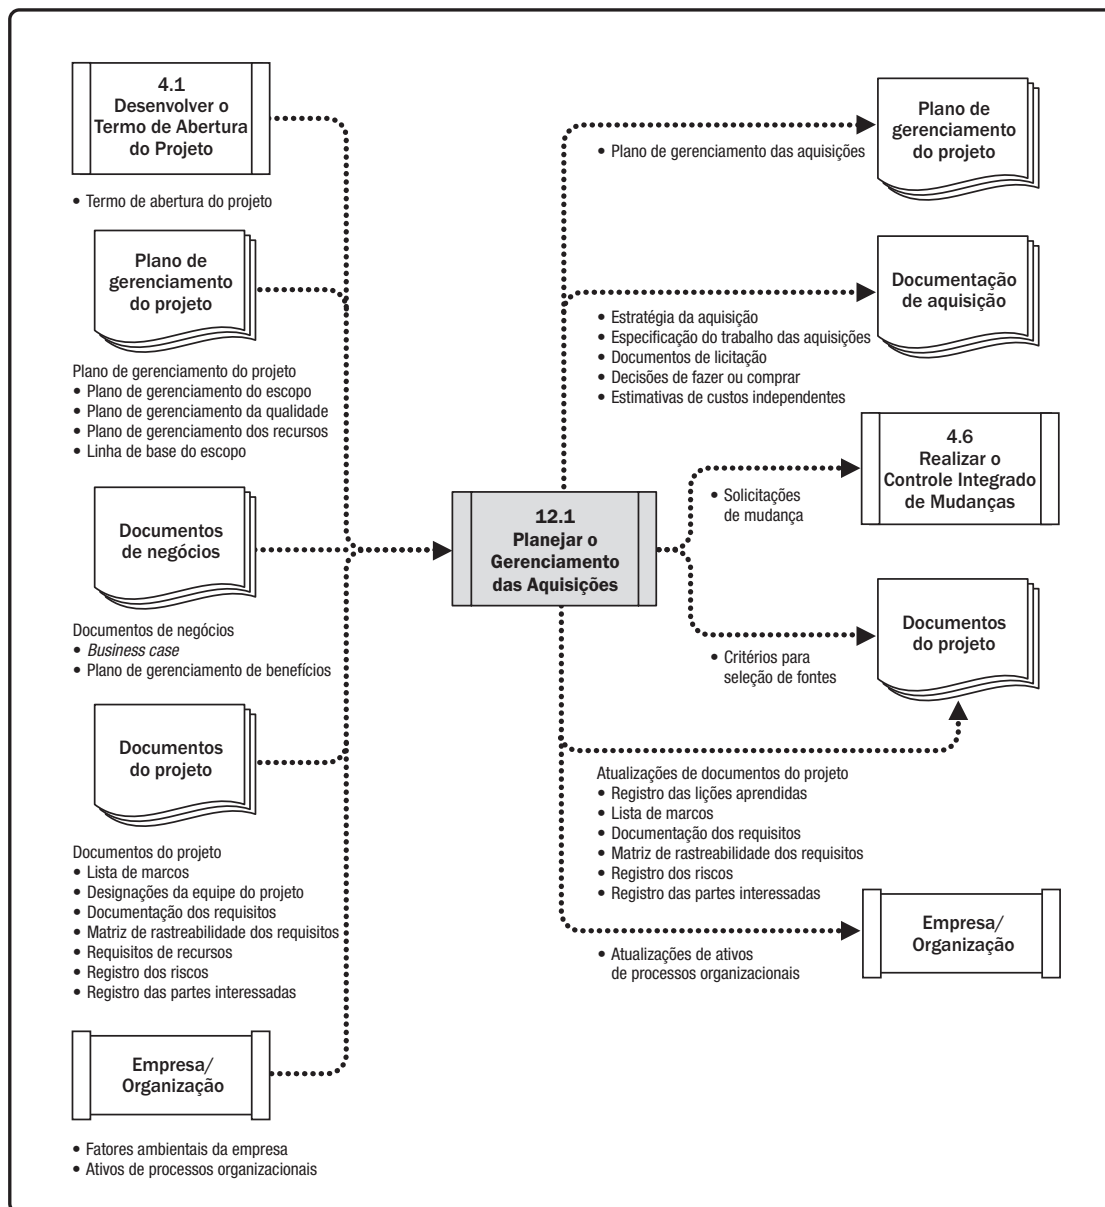 4.1
Desenvolver o
Termo de Abertura
do Projeto
• Termo de abertura do projeto
Plano de
gerenciamento
do projeto
Plano de gerenciamento do projeto
• Plano de gerenciamento do escopo
• Plano de gerenciamento da qualidade
• Plano de gerenciamento dos recursos
• Linha de base do escopo
Documentos
de negócios
Documentos de negócios
• Business case
• Plano de gerenciamento de benefícios
Documentos
do projeto
Documentos do projeto
• Lista de marcos
• Designações da equipe do projeto
• Documentação dos requisitos
• Matriz de rastreabilidade dos requisitos
• Requisitos de recursos
• Registro dos riscos
• Registro das partes interessadas
Empresa/
Organização
• Fatores ambientais da empresa
• Ativos de processos organizacionais
12.1
Planejar o
Gerenciamento
das Aquisições
• Plano de gerenciamento das aquisições
Plano de
gerenciamento
do projeto
• Estratégia da aquisição
• Especificação do trabalho das aquisições
• Documentos de licitação
• Decisões de fazer ou comprar
• Estimativas de custos independentes
Documentação
de aquisição
• Solicitações
de mudança
4.6
Realizar o
Controle Integrado
de Mudanças
• Critérios para
seleção de fontes
Documentos
do projeto
Atualizações de documentos do projeto
• Registro das lições aprendidas
• Lista de marcos
• Documentação dos requisitos
• Matriz de rastreabilidade dos requisitos
• Registro dos riscos
• Registro das partes interessadas
• Atualizações de ativos
de processos organizacionais
Empresa/
Organização